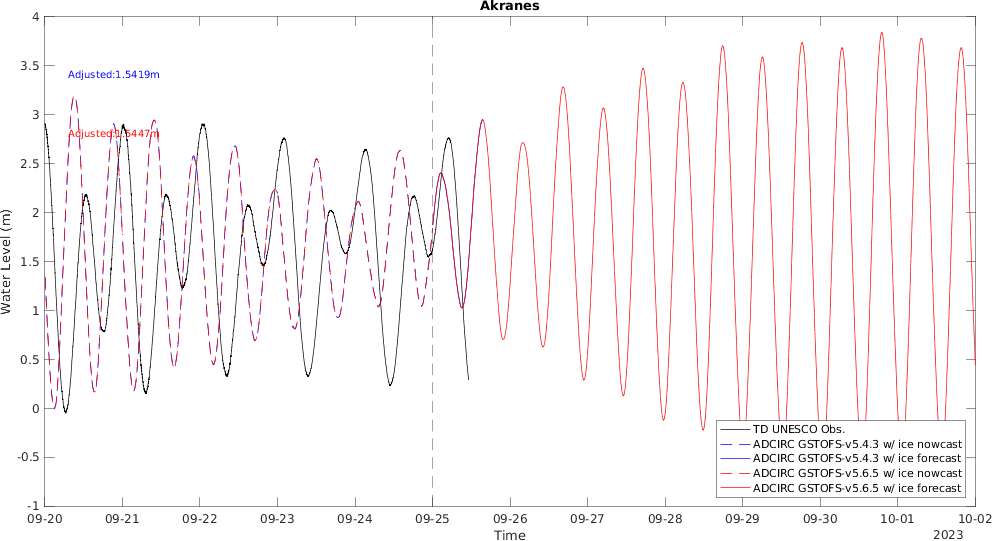 Akranes
4
3.5
3
2.5
2
1.5
1
0.5
0
-0.5
-1
Water Level (m)
Adjusted:1.5419m
Adjusted:1.5447m
TD UNESCO Obs.
ADCIRC GSTOFS-v5.4.3 w/ ice nowcast
ADCIRC GSTOFS-v5.4.3 w/ ice forecast
ADCIRC GSTOFS-v5.6.5 w/ ice nowcast
ADCIRC GSTOFS-v5.6.5 w/ ice forecast
09-20 09-21 09-22 09-23 09-24 09-25 09-26 09-27 09-28 09-29 09-30 10-01 10-02
Time
2023